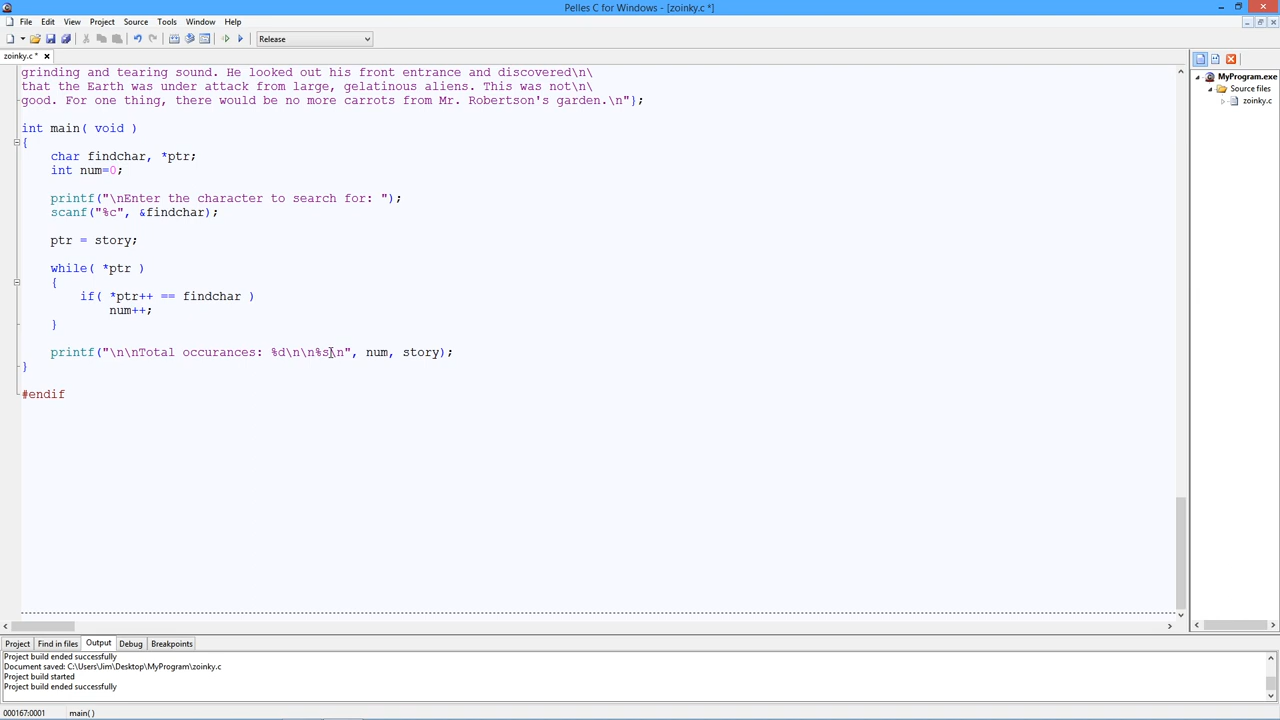 Pelles C for Windows - [zoinky.c *]
File Edit View Project Source Tools Window Help
Release
zoinky.c *
grinding and tearing sound. He looked out his front entrance and discovered\n\
that the Earth was under attack from large, gelatinous aliens. This was not\n\
good. For one thing, there would be no more carrots from Mr. Robertson's garden.\n"};
int main( void )
{
char findchar, *ptr;
int num=0;
printf("\nEnter the character to search for: ");
scanf("%c", &findchar);
ptr = story;
while( *ptr )
{
if( *ptr++ == findchar )
num++;
}
printf("\n\nTotal occurances: %d\n\n%s\n", num, story);
}
#endif
MyProgram.exe
Source files
zoinky.c
Project Find in files Output Debug Breakpoints
Project build ended successfully
Document saved: C:\Users\Jim\Desktop\MyProgram\zoinky.c
Project build started
Project build ended successfully
000167:0001 main( )